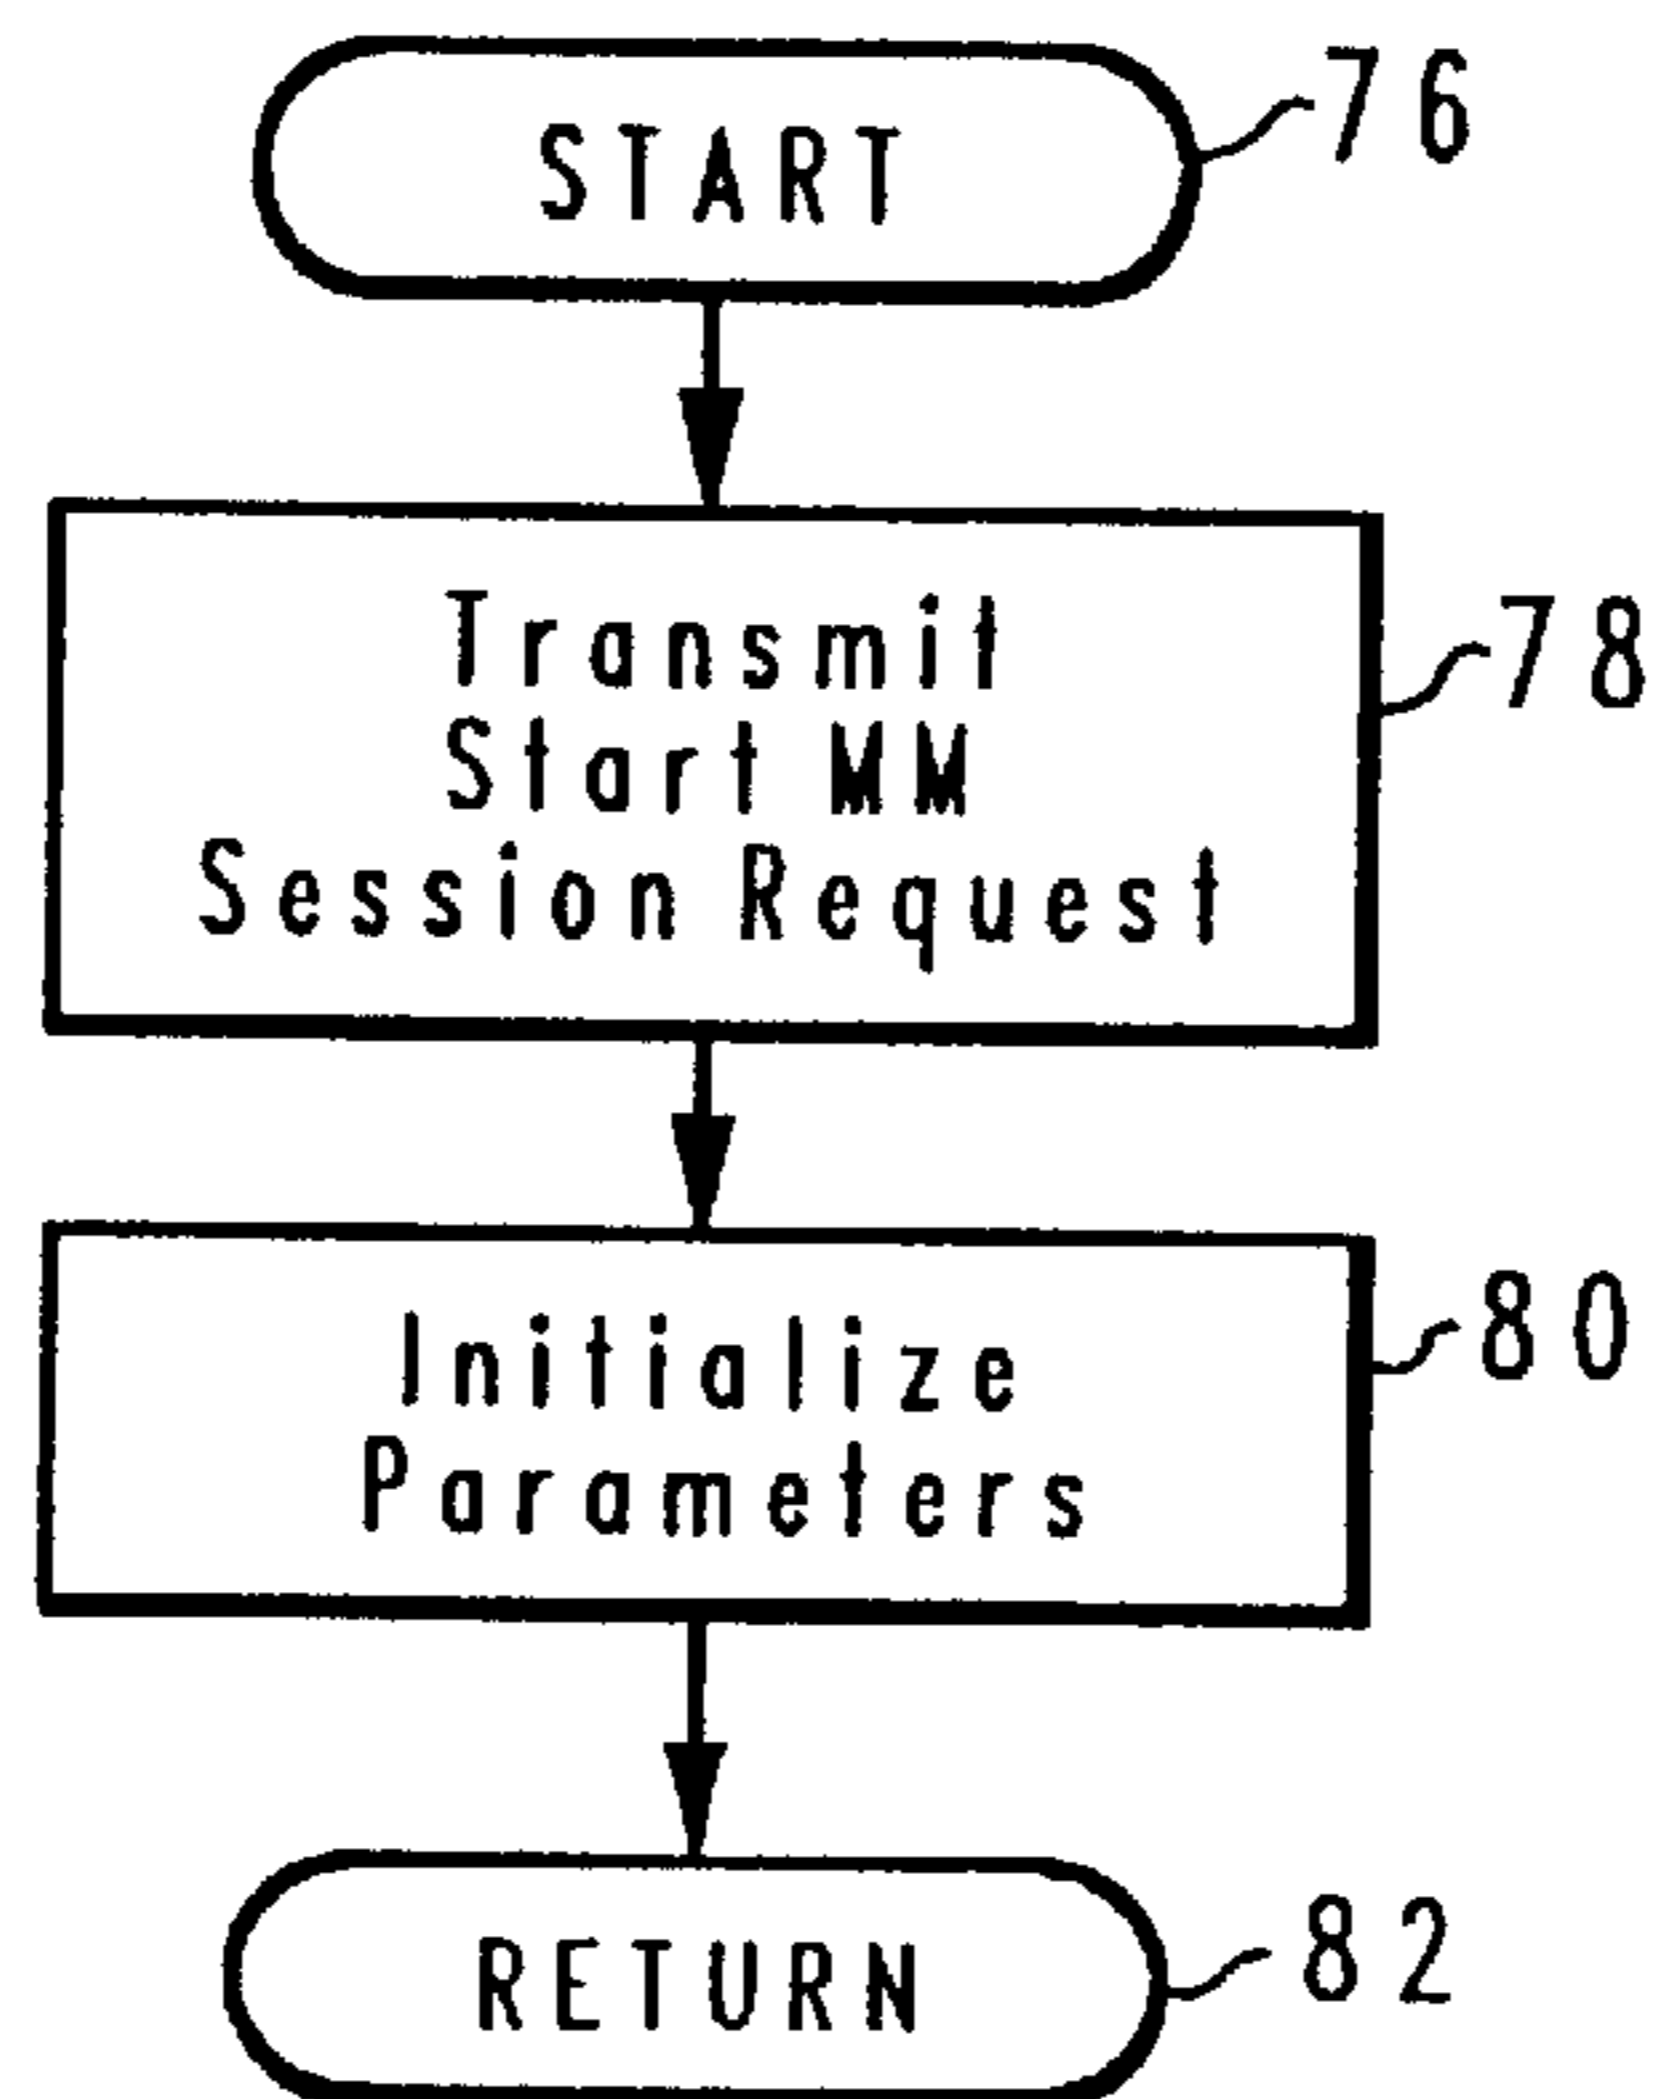 START
76
Transmit
Start MM
Session Request
78
Initialize
Parameters
80
RETURN
82